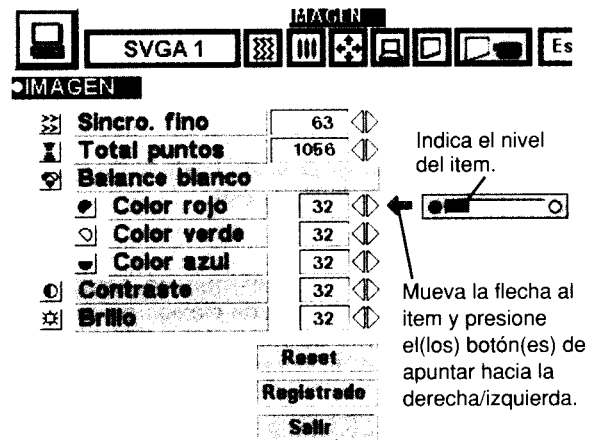 IMAGEN
SVGA 1
Es
IMAGEN
Sincro. fino 63
Total puntos 1056
Balance blanco
Color rojo 32
Color verde 32
Color azul 32
Contraste 32
Brillo 32
Reset
Registrado
Salir
Indica el nivel
del item.
Mueva la flecha al
item y presione
el(los) botón(es) de
apuntar hacia la
derecha/izquierda.